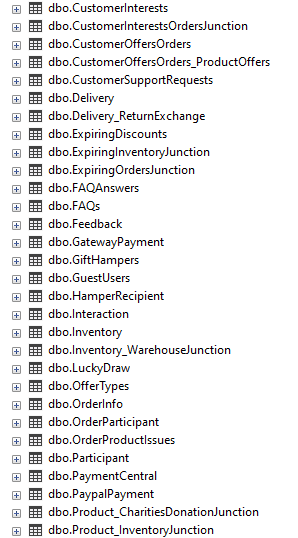 dbo.CustomerInterests
dbo.CustomerInterestsOrdersJunction
dbo.CustomerOffersOrders
dbo.CustomerOffersOrders_ProductOffers
dbo.CustomerSupportRequests
dbo.Delivery
dbo.Delivery_ReturnExchange
dbo.ExpiringDiscounts
dbo.ExpiringInventoryJunction
dbo.ExpiringOrdersJunction
dbo.FAQAnswers
dbo.FAQs
dbo.Feedback
dbo.GatewayPayment
dbo.GiftHampers
dbo.GuestUsers
dbo.HamperRecipient
dbo.Interaction
dbo.Inventory
dbo.Inventory_WarehouseJunction
dbo.LuckyDraw
dbo.OfferTypes
dbo.OrderInfo
dbo.OrderParticipant
dbo.OrderProductIssues
dbo.Participant
dbo.PaymentCentral
dbo.PaypalPayment
dbo.Product_CharitiesDonationJunction
dbo.Product_InventoryJunction